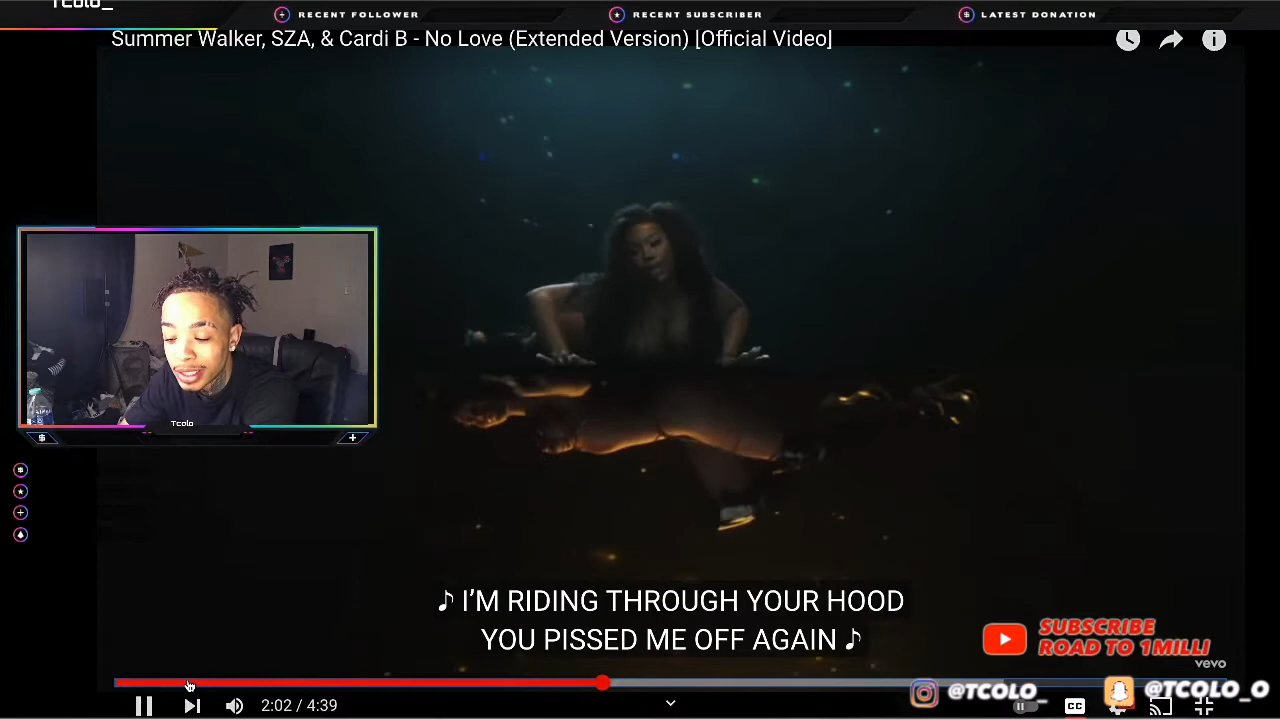 TColo_
RECENT FOLLOWER
RECENT SUBSCRIBER
LATEST DONATION
Summer Walker, SZA, & Cardi B - No Love (Extended Version) [Official Video]
Tcolo
♪ I’M RIDING THROUGH YOUR HOOD
YOU PISSED ME OFF AGAIN ♪
SUBSCRIBE
ROAD TO 1MILLI
vevo
2:02 / 4:39
@TCOLO_
@TCOLO_O
CC